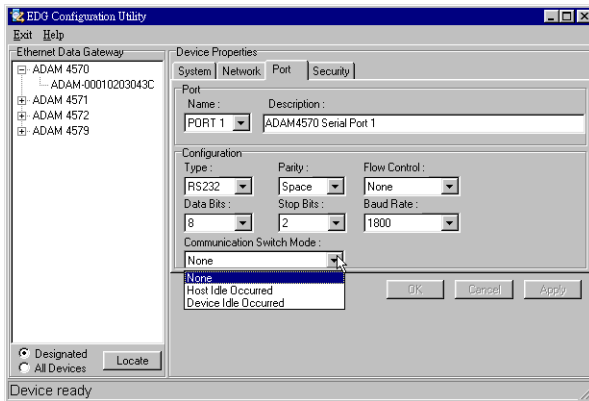 EDG Configuration Utility
Exit Help
Ethernet Data Gateway
ADAM 4570
ADAM-00010203043C
ADAM 4571
ADAM 4572
ADAM 4579
Designated
All Devices
Locate
Device Properties
System Network Port Security
Port
Name : Description :
PORT 1 ADAM4570 Serial Port 1
Configuration
Type : Parity : Flow Control :
RS232 Space None
Data Bits : Stop Bits : Baud Rate :
8 2 1800
Communication Switch Mode :
None
None
Host Idle Occurred
Device Idle Occurred
OK Cancel Apply
Device ready